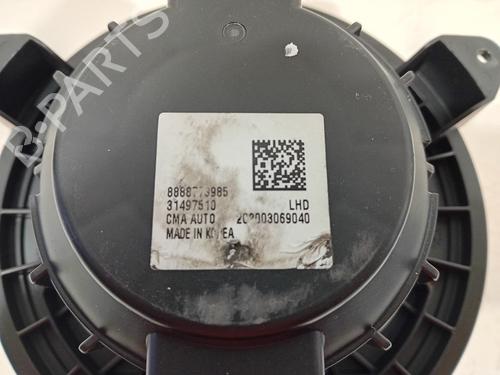 B-PARTS
8888773985
31497510 LHD
CMA AUTO 202003069040
MADE IN KOREA